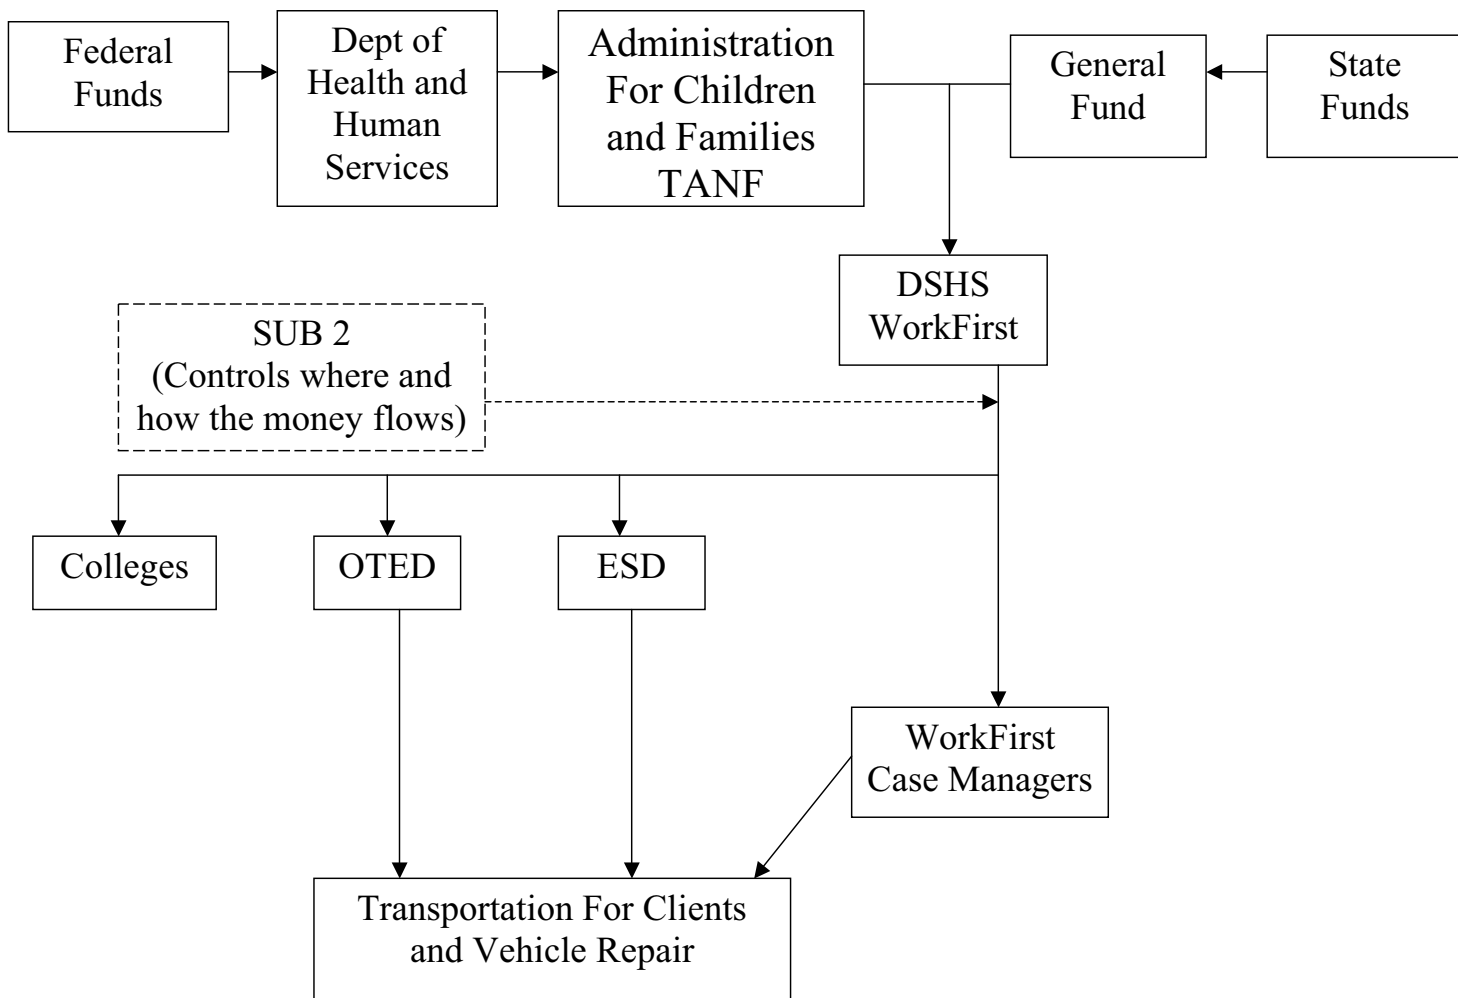 Federal
Funds
Dept of
Health and
Human
Services
Administration
For Children
and Families
TANF
General
Fund
State
Funds
DSHS
WorkFirst
SUB 2
(Controls where and
how the money flows)
Colleges
OTED
ESD
WorkFirst
Case Managers
Transportation For Clients
and Vehicle Repair